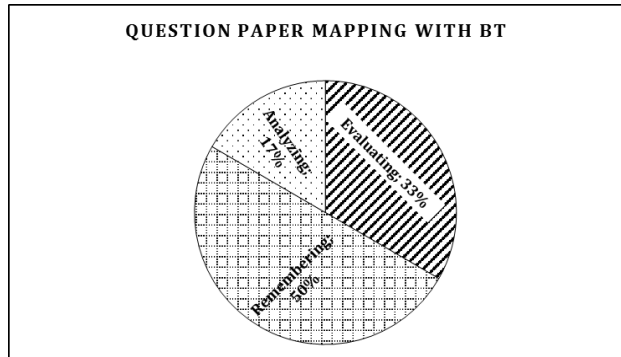 QUESTION PAPER MAPPING WITH BT
Analyzing;
17%
Evaluating; 33%
Remembering;
50%